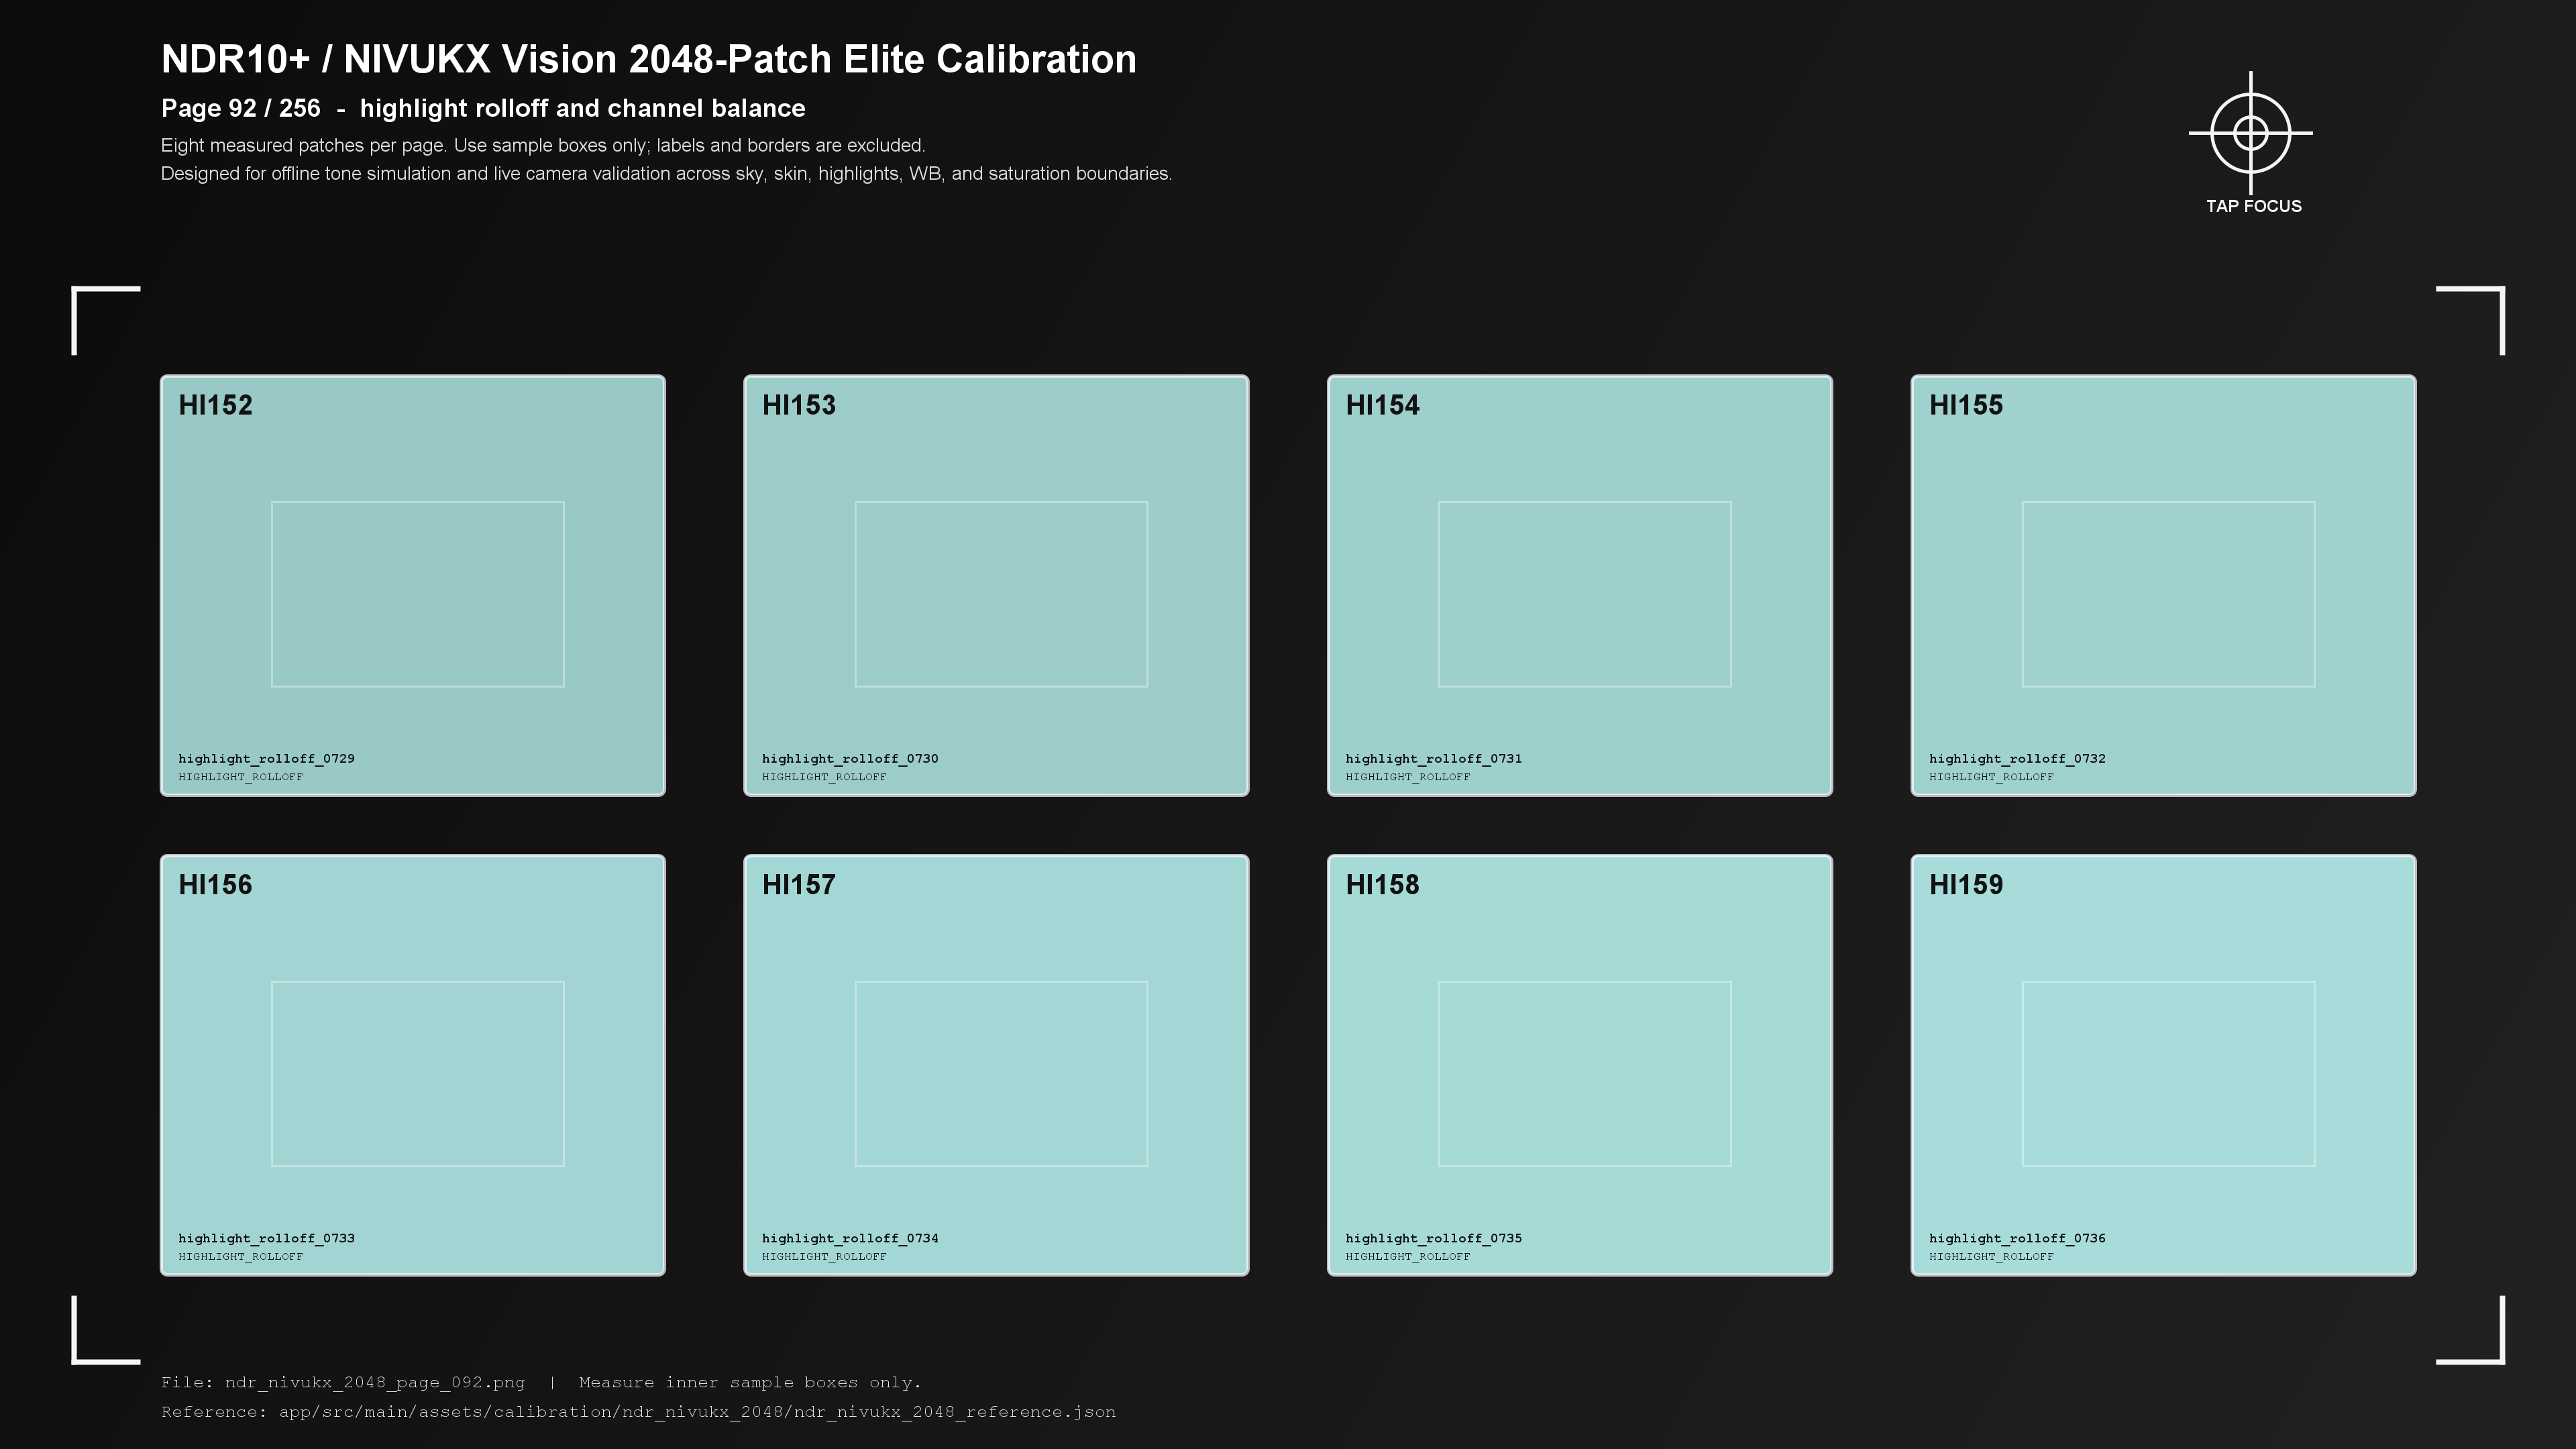 NDR10+ / NIVUKX Vision 2048-Patch Elite Calibration
Page 92 / 256 - highlight rolloff and channel balance
Eight measured patches per page. Use sample boxes only; labels and borders are excluded.
Designed for offline tone simulation and live camera validation across sky, skin, highlights, WB, and saturation boundaries.
TAP FOCUS
HI152
highlight_rolloff_0729
HIGHLIGHT_ROLLOFF
HI153
highlight_rolloff_0730
HIGHLIGHT_ROLLOFF
HI154
highlight_rolloff_0731
HIGHLIGHT_ROLLOFF
HI155
highlight_rolloff_0732
HIGHLIGHT_ROLLOFF
HI156
highlight_rolloff_0733
HIGHLIGHT_ROLLOFF
HI157
highlight_rolloff_0734
HIGHLIGHT_ROLLOFF
HI158
highlight_rolloff_0735
HIGHLIGHT_ROLLOFF
HI159
highlight_rolloff_0736
HIGHLIGHT_ROLLOFF
File: ndr_nivukx_2048_page_092.png | Measure inner sample boxes only.
Reference: app/src/main/assets/calibration/ndr_nivukx_2048/ndr_nivukx_2048_reference.json